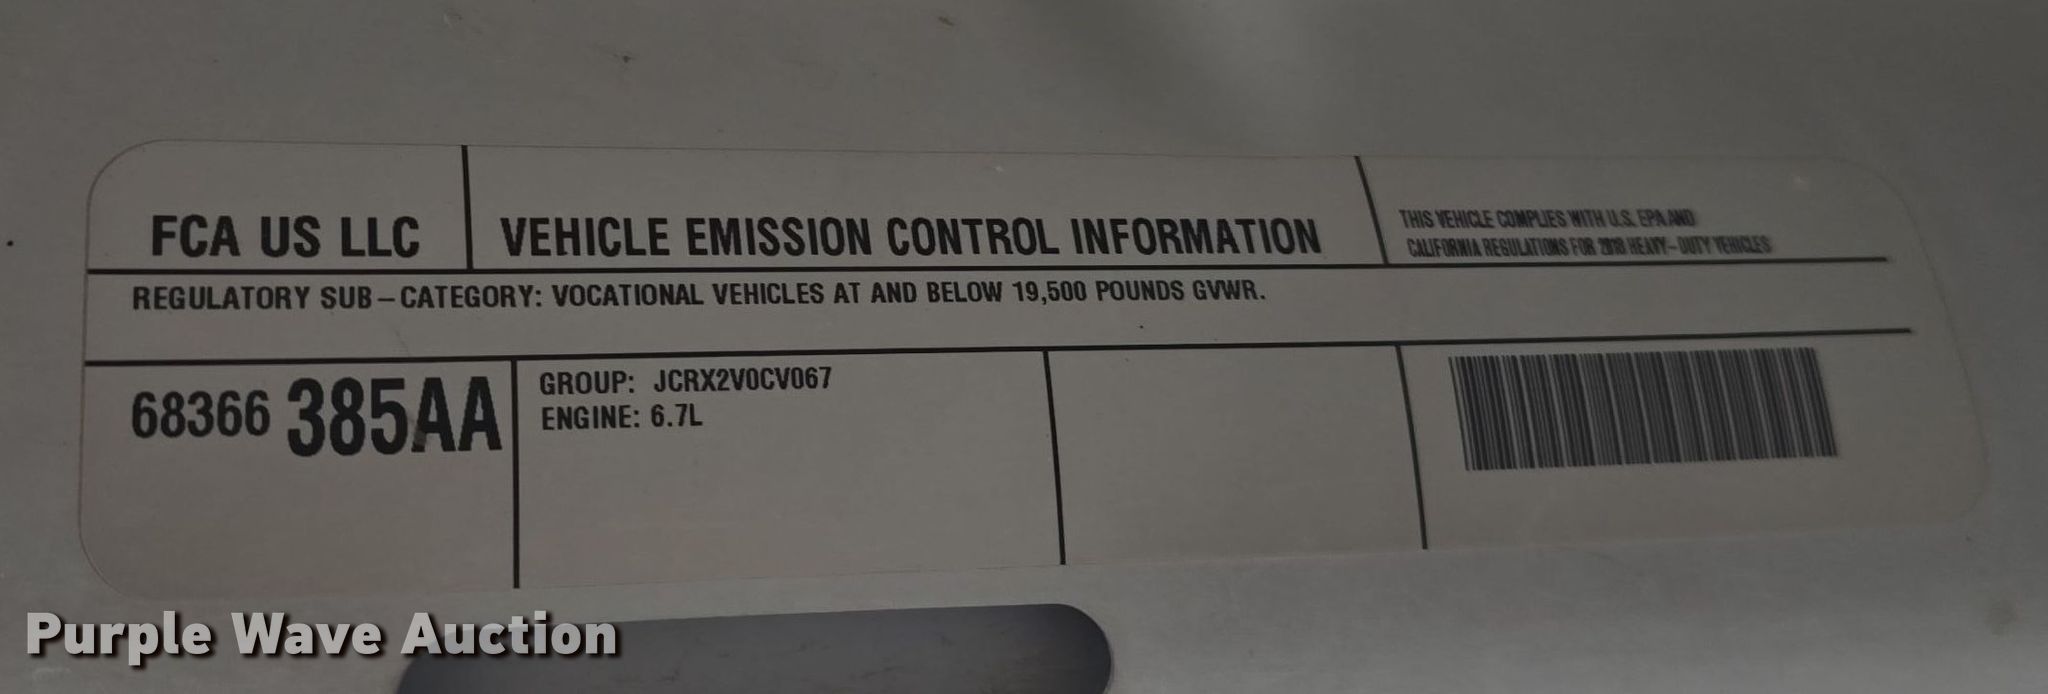 FCA US LLC
VEHICLE EMISSION CONTROL INFORMATION
THIS VEHICLE COMPLIES WITH U.S. EPA AND
CALIFORNIA REGULATIONS FOR 2018 HEAVY-DUTY VEHICLES
REGULATORY SUB-CATEGORY: VOCATIONAL VEHICLES AT AND BELOW 19,500 POUNDS GVWR.
68366 385AA
GROUP: JCRX2V0CV067
ENGINE: 6.7L
Purple Wave Auction